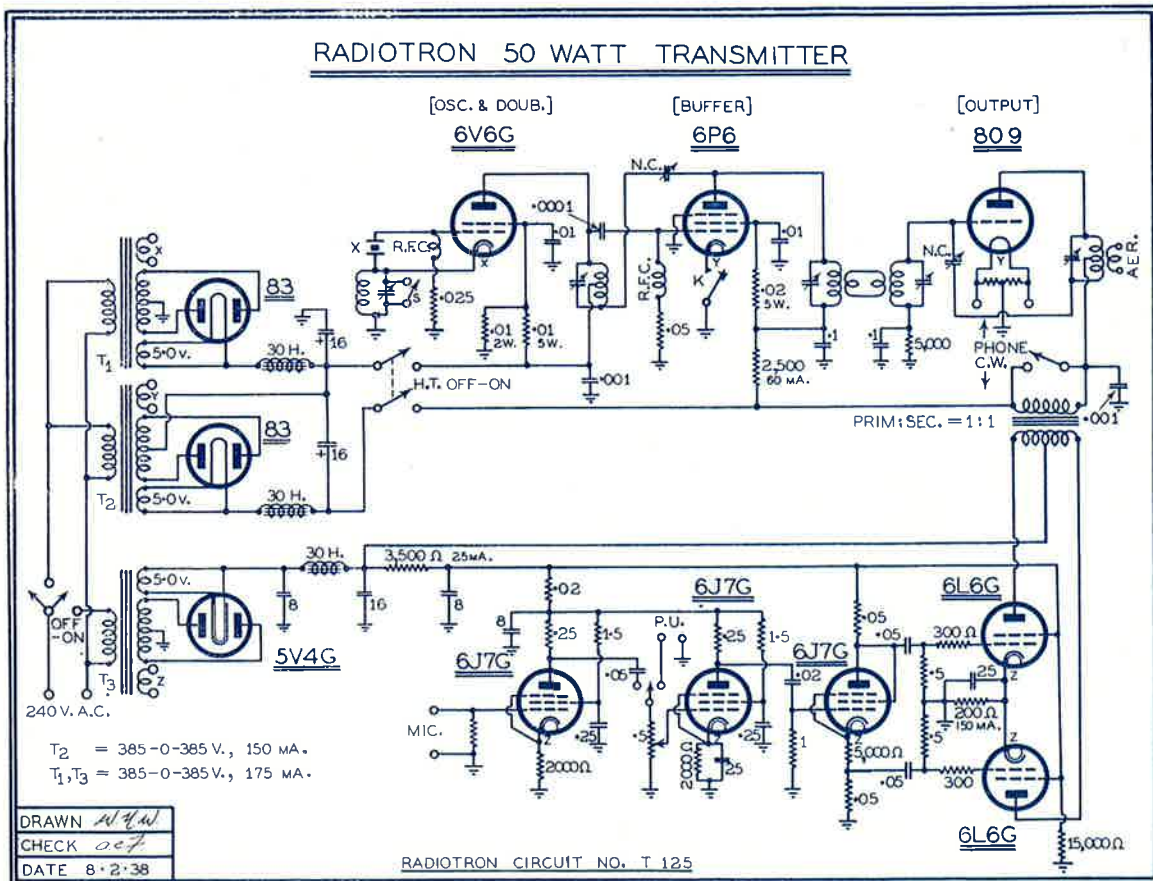 RADIOTRON 50 WATT TRANSMITTER
[OSC. & DOUB.]
6V6G
[BUFFER]
6P6
[OUTPUT]
809
N.C.
·0001
·01
X
R.F.C.
X
·025
S
·01
2W.
·01
5W.
·001
R.F.C.
·05
K
Y
·01
·02
5W.
2,500
60 MA.
·1
·1
5,000
N.C.
Y
PHONE
C.W.
AER.
·001
PRIM:SEC. = 1:1
X
83
5·0 V.
T1
30 H.
16
H.T. OFF-ON
Y
83
5·0 V.
T2
30 H.
16
5·0 V.
OFF
-ON
T3
Z
5V4G
240 V. A.C.
8
30 H.
16
3,500 Ω 25MA.
8
·02
8
·25
1·5
6J7G
MIC.
Z
2000Ω
·25
·05
P.U.
·5
6J7G
·25
1·5
Z
2000Ω
25
·25
·02
1
6J7G
·05
Z
5,000Ω
·05
·05
·05
300 Ω
·5
·5
300
25
200 Ω
150 MA.
6L6G
Z
Z
6L6G
15,000Ω
T2 = 385-0-385 V., 150 MA.
T1,T3 = 385-0-385 V., 175 MA.
DRAWN
CHECK
DATE 8·2·38
RADIOTRON CIRCUIT NO. T 125